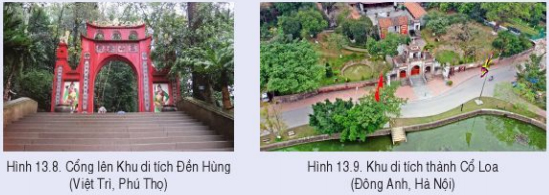 Hình 13.8. Cổng lên Khu di tích Đền Hùng
(Việt Trì, Phú Thọ)
Hình 13.9. Khu di tích thành Cổ Loa
(Đông Anh, Hà Nội)